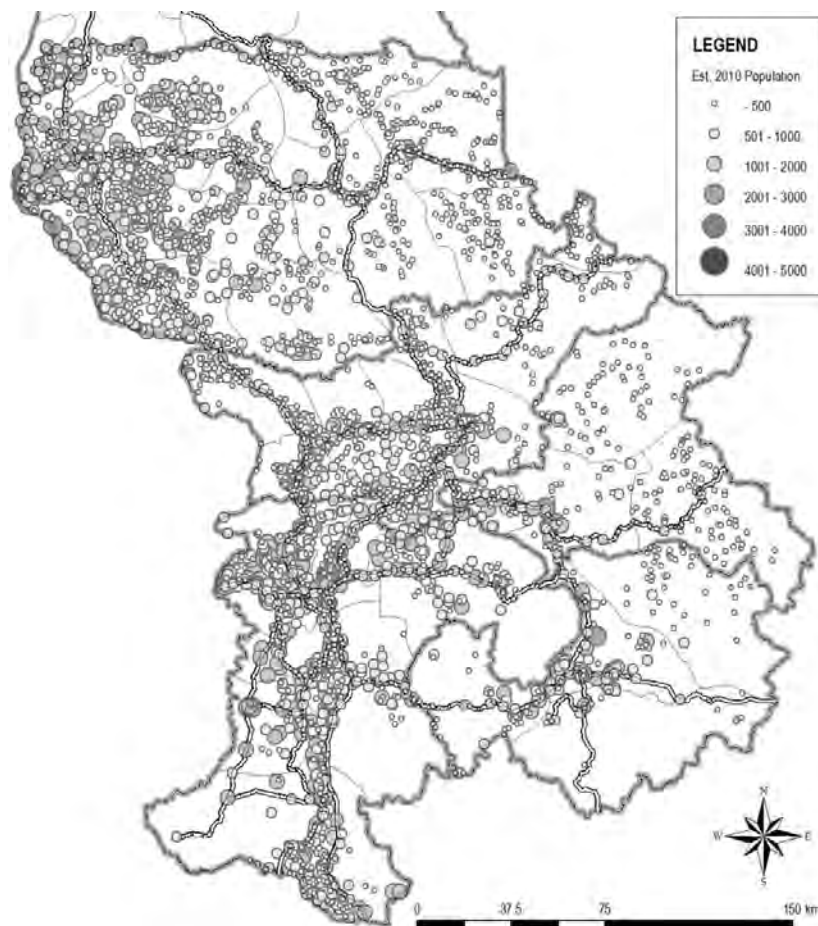 LEGEND
Est. 2010 Population
- 500
501 - 1000
1001 - 2000
2001 - 3000
3001 - 4000
4001 - 5000
N
W E
S
0 37.5 75 150 km